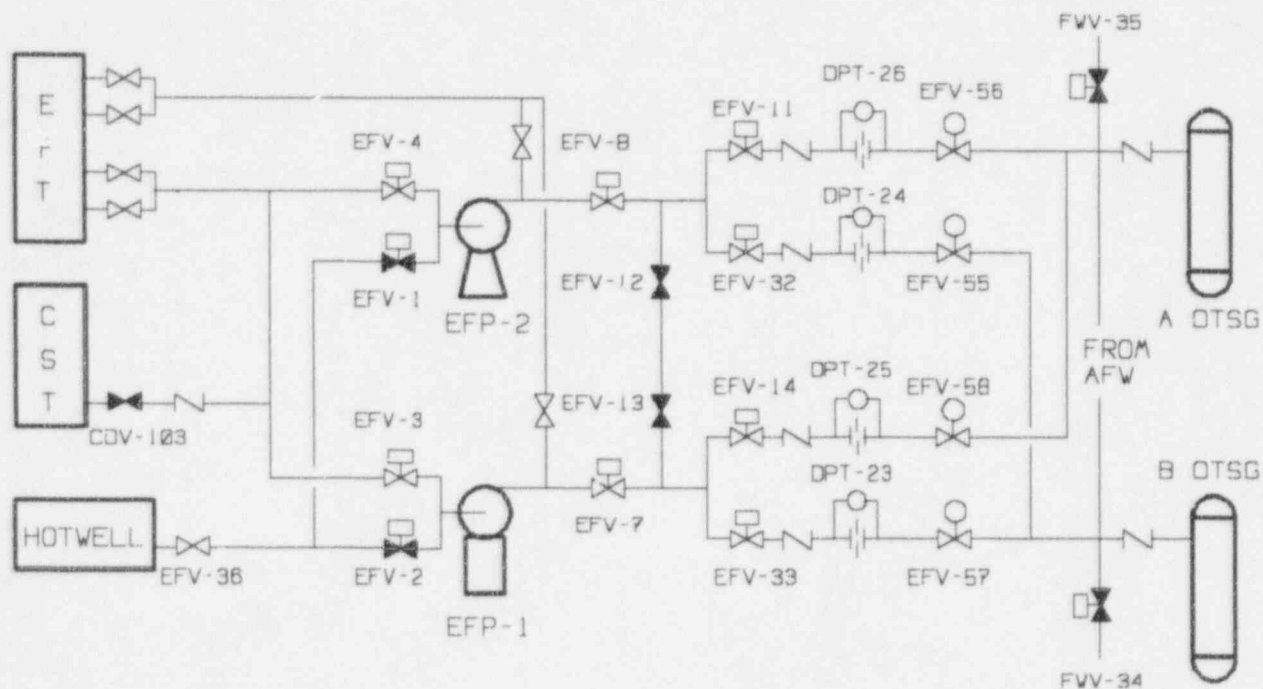 FWV-35
DPT-26
EFV-56
EFV-11
EFV-8
EFV-4
E
F
T
DPT-24
EFV-12
EFV-32
EFV-55
EFV-1
EFP-2
A OTSG
C
S
T
FROM
AFW
DPT-25
EFV-58
EFV-14
EFV-13
EFV-3
CDV-103
DPT-23
B OTSG
HOTWELL
EFV-7
EFV-36
EFV-2
EFV-33
EFV-57
EFP-1
FWV-34